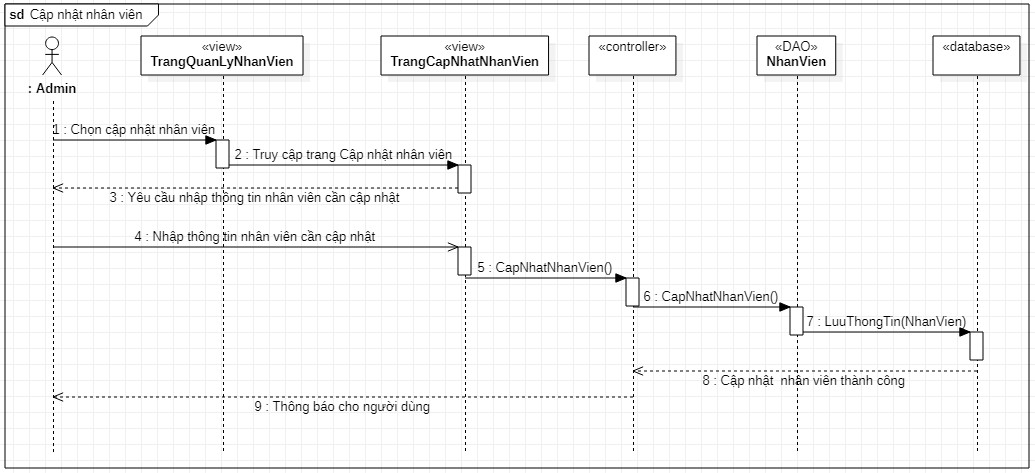 sd Cập nhật nhân viên
: Admin
«view»
TrangQuanLyNhanVien
«view»
TrangCapNhatNhanVien
«controller»
«DAO»
NhanVien
«database»
1 : Chọn cập nhật nhân viên
2 : Truy cập trang Cập nhật nhân viên
3 : Yêu cầu nhập thông tin nhân viên cần cập nhật
4 : Nhập thông tin nhân viên cần cập nhật
5 : CapNhatNhanVien()
6 : CapNhatNhanVien()
7 : LuuThongTin(NhanVien)
8 : Cập nhật  nhân viên thành công
9 : Thông báo cho người dùng